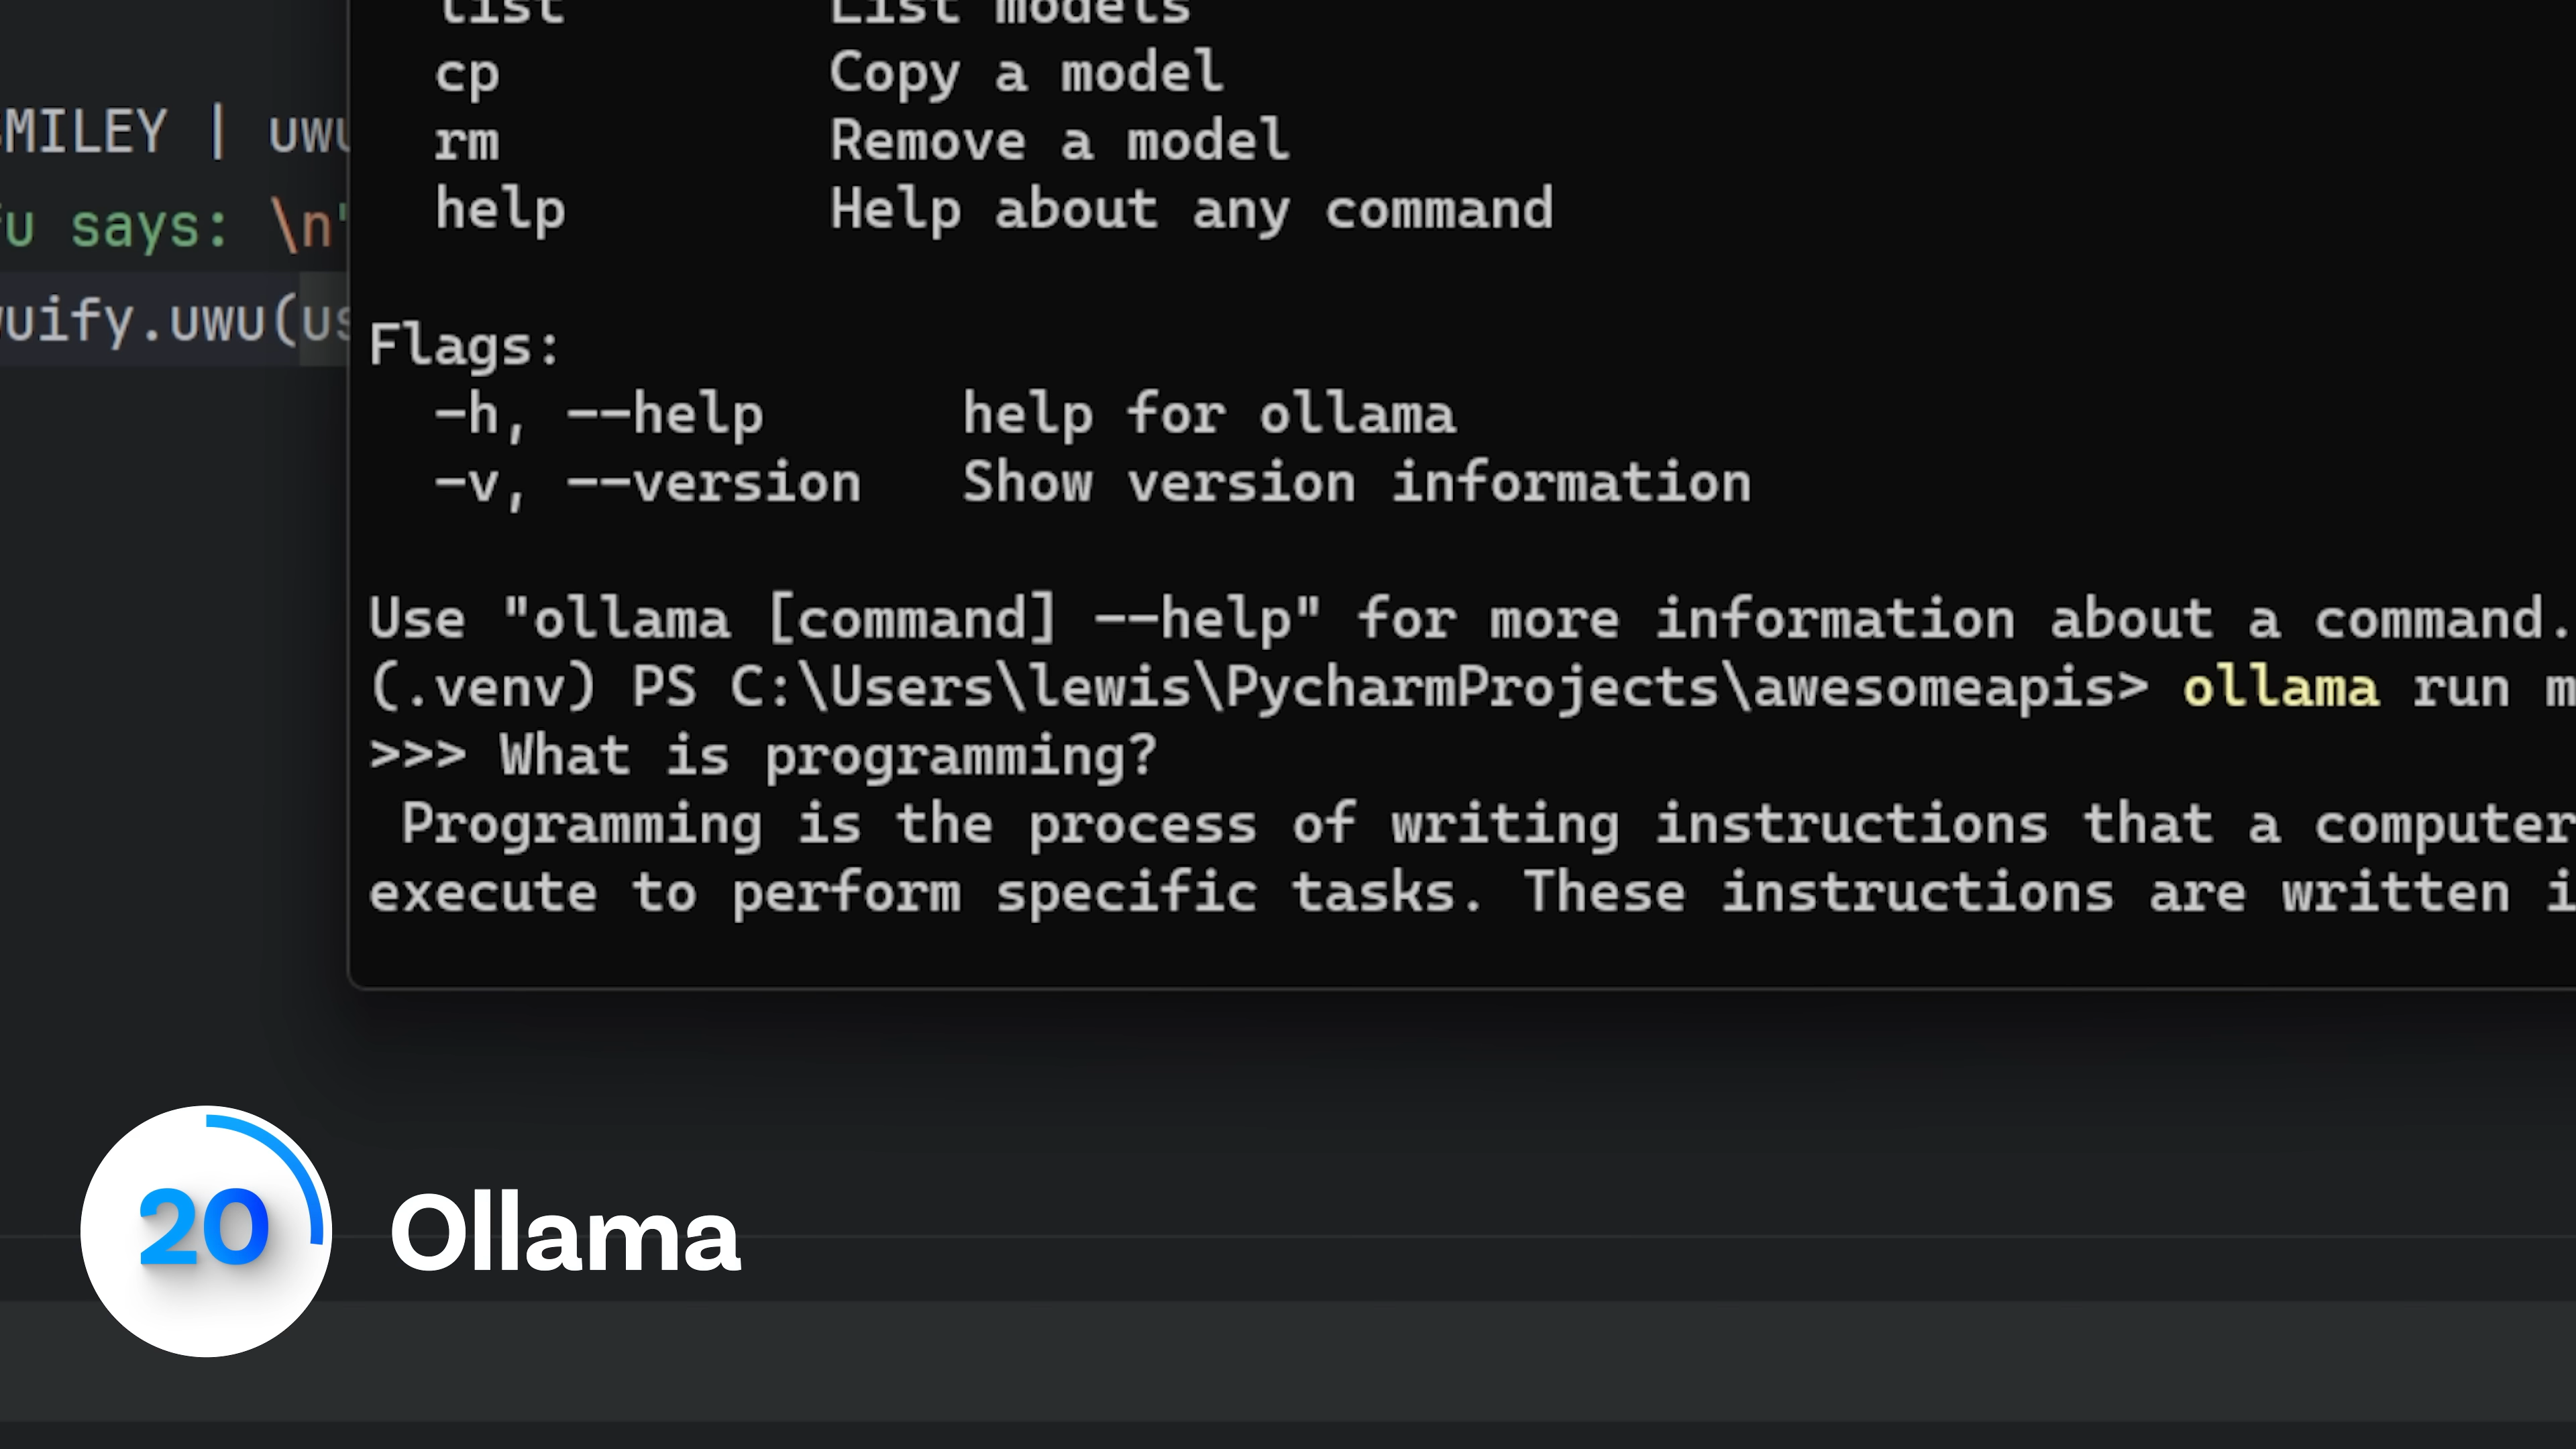 list List models
cp Copy a model
rm Remove a model
help Help about any command
MILEY | uwu
u says: \n'
uify.uwu(us
Flags:
-h, --help help for ollama
-v, --version Show version information
Use "ollama [command] --help" for more information about a command.
(.venv) PS C:\Users\lewis\PycharmProjects\awesomeapis> ollama run m
>>> What is programming?
Programming is the process of writing instructions that a computer
execute to perform specific tasks. These instructions are written i
20 Ollama